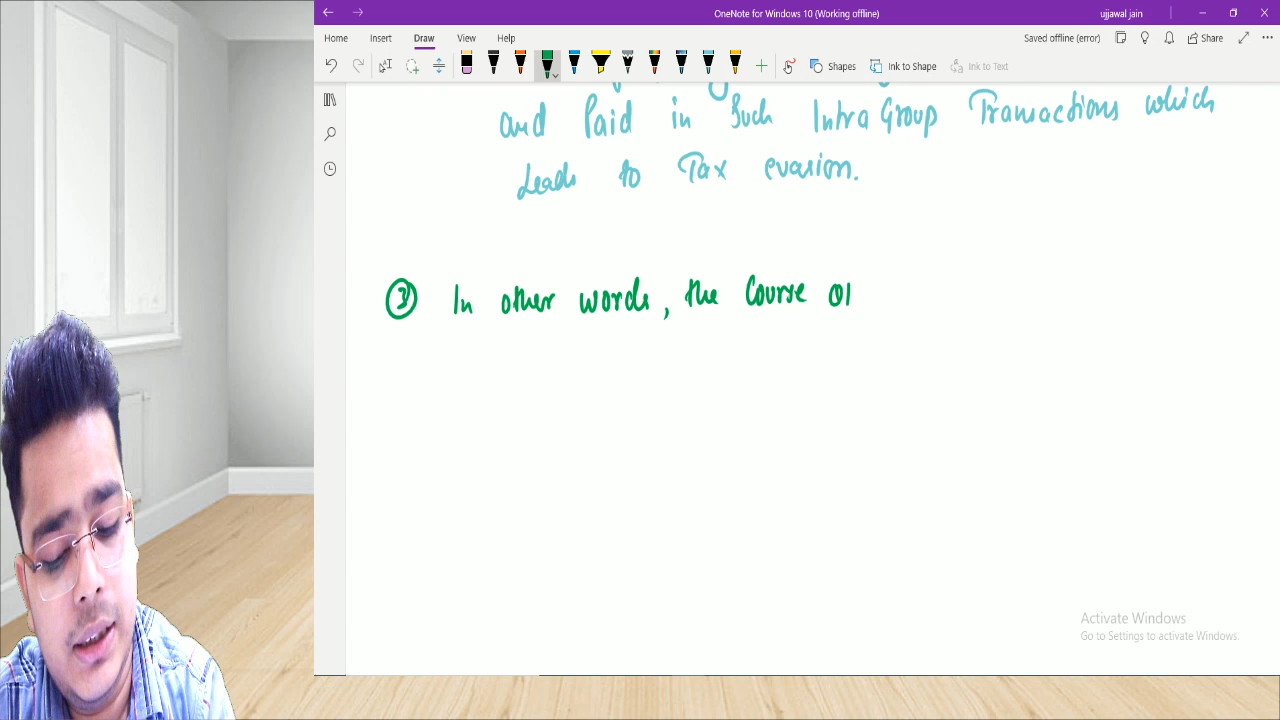 OneNote for Windows 10 (Working offline)
ujjawal jain
Home Insert Draw View Help
Saved offline (error)
Share
Shapes
Ink to Shape
Ink to Text
and Paid in Such Intra Group Transactions which
Leads to Tax evasion.
③ In other words, the Course
Activate Windows
Go to Settings to activate Windows.